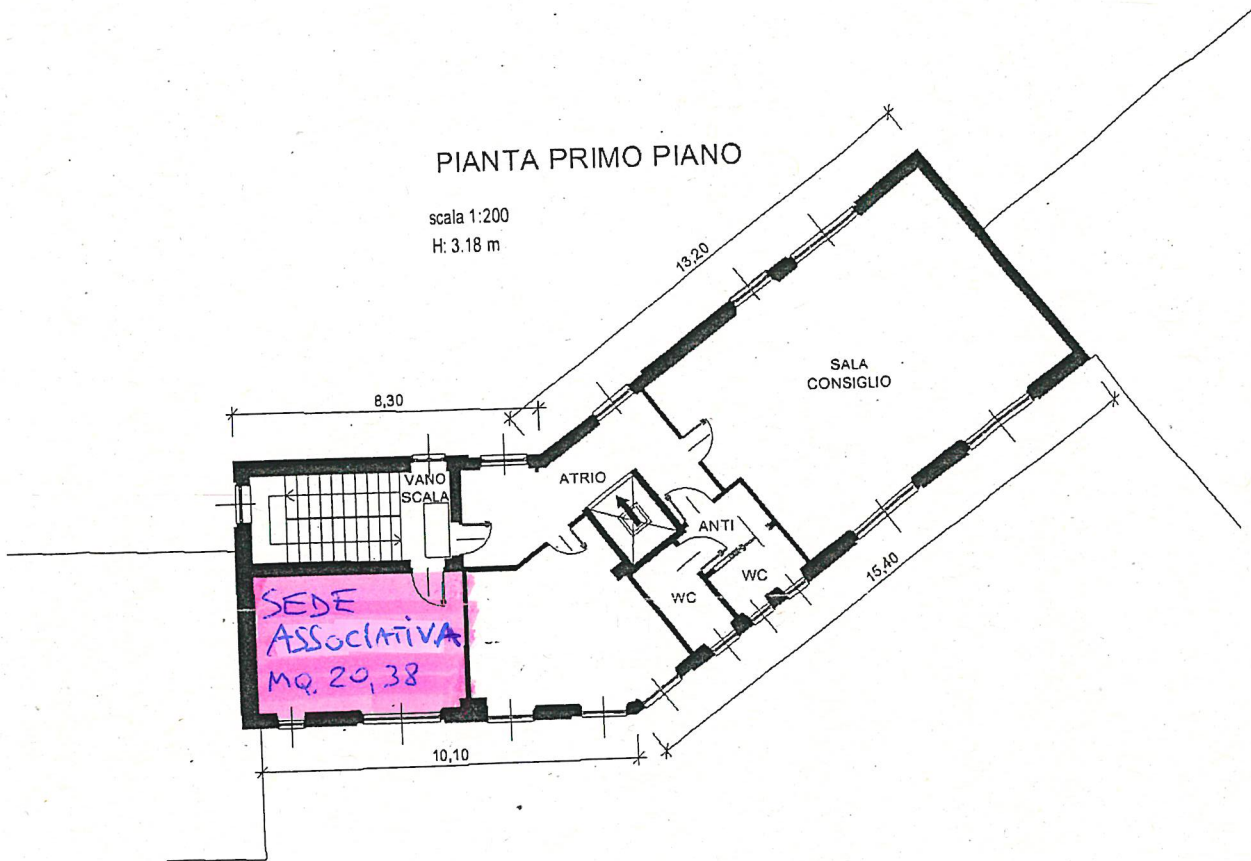 PIANTA PRIMO PIANO
scala 1:200
H: 3.18 m
13,20
8,30
SALA
CONSIGLIO
VANO
SCALA
ATRIO
ANTI
WC
WC
15,40
SEDE
ASSOCIATIVA
MQ. 20,38
10,10